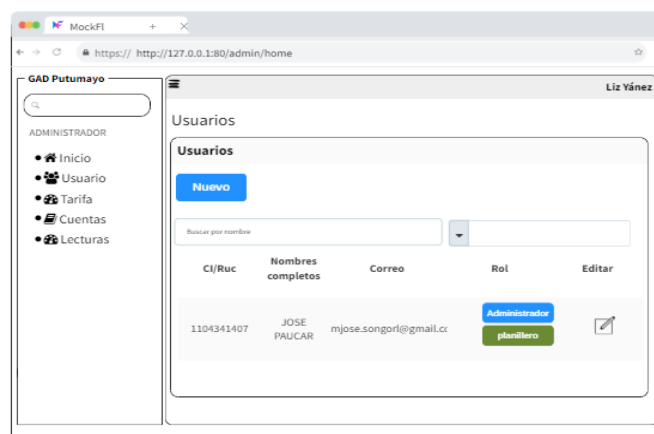 MockFl
https:// http://127.0.0.1:80/admin/home
GAD Putumayo
Liz Yánez
ADMINISTRADOR
Inicio
Usuario
Tarifa
Cuentas
Lecturas
Usuarios
Usuarios
Nuevo
Buscar por nombre
CI/Ruc Nombres completos Correo Rol Editar
1104341407 JOSE PAUCAR mjose.songorl@gmail.cc Administrador
planillero